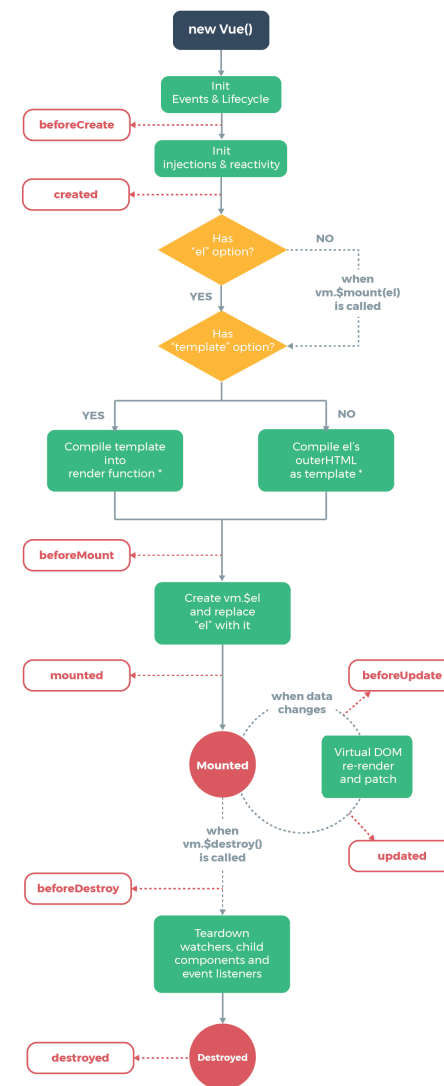 new Vue()
Init
Events & Lifecycle
beforeCreate
Init
injections & reactivity
created
Has
"el" option?
NO
when
vm.$mount(el)
is called
YES
Has
"template" option?
YES
NO
Compile template
into
render function *
Compile el's
outerHTML
as template *
beforeMount
Create vm.$el
and replace
"el" with it
mounted
beforeUpdate
when data
changes
Mounted
Virtual DOM
re-render
and patch
when
vm.$destroy()
is called
updated
beforeDestroy
Teardown
watchers, child
components and
event listeners
destroyed
Destroyed